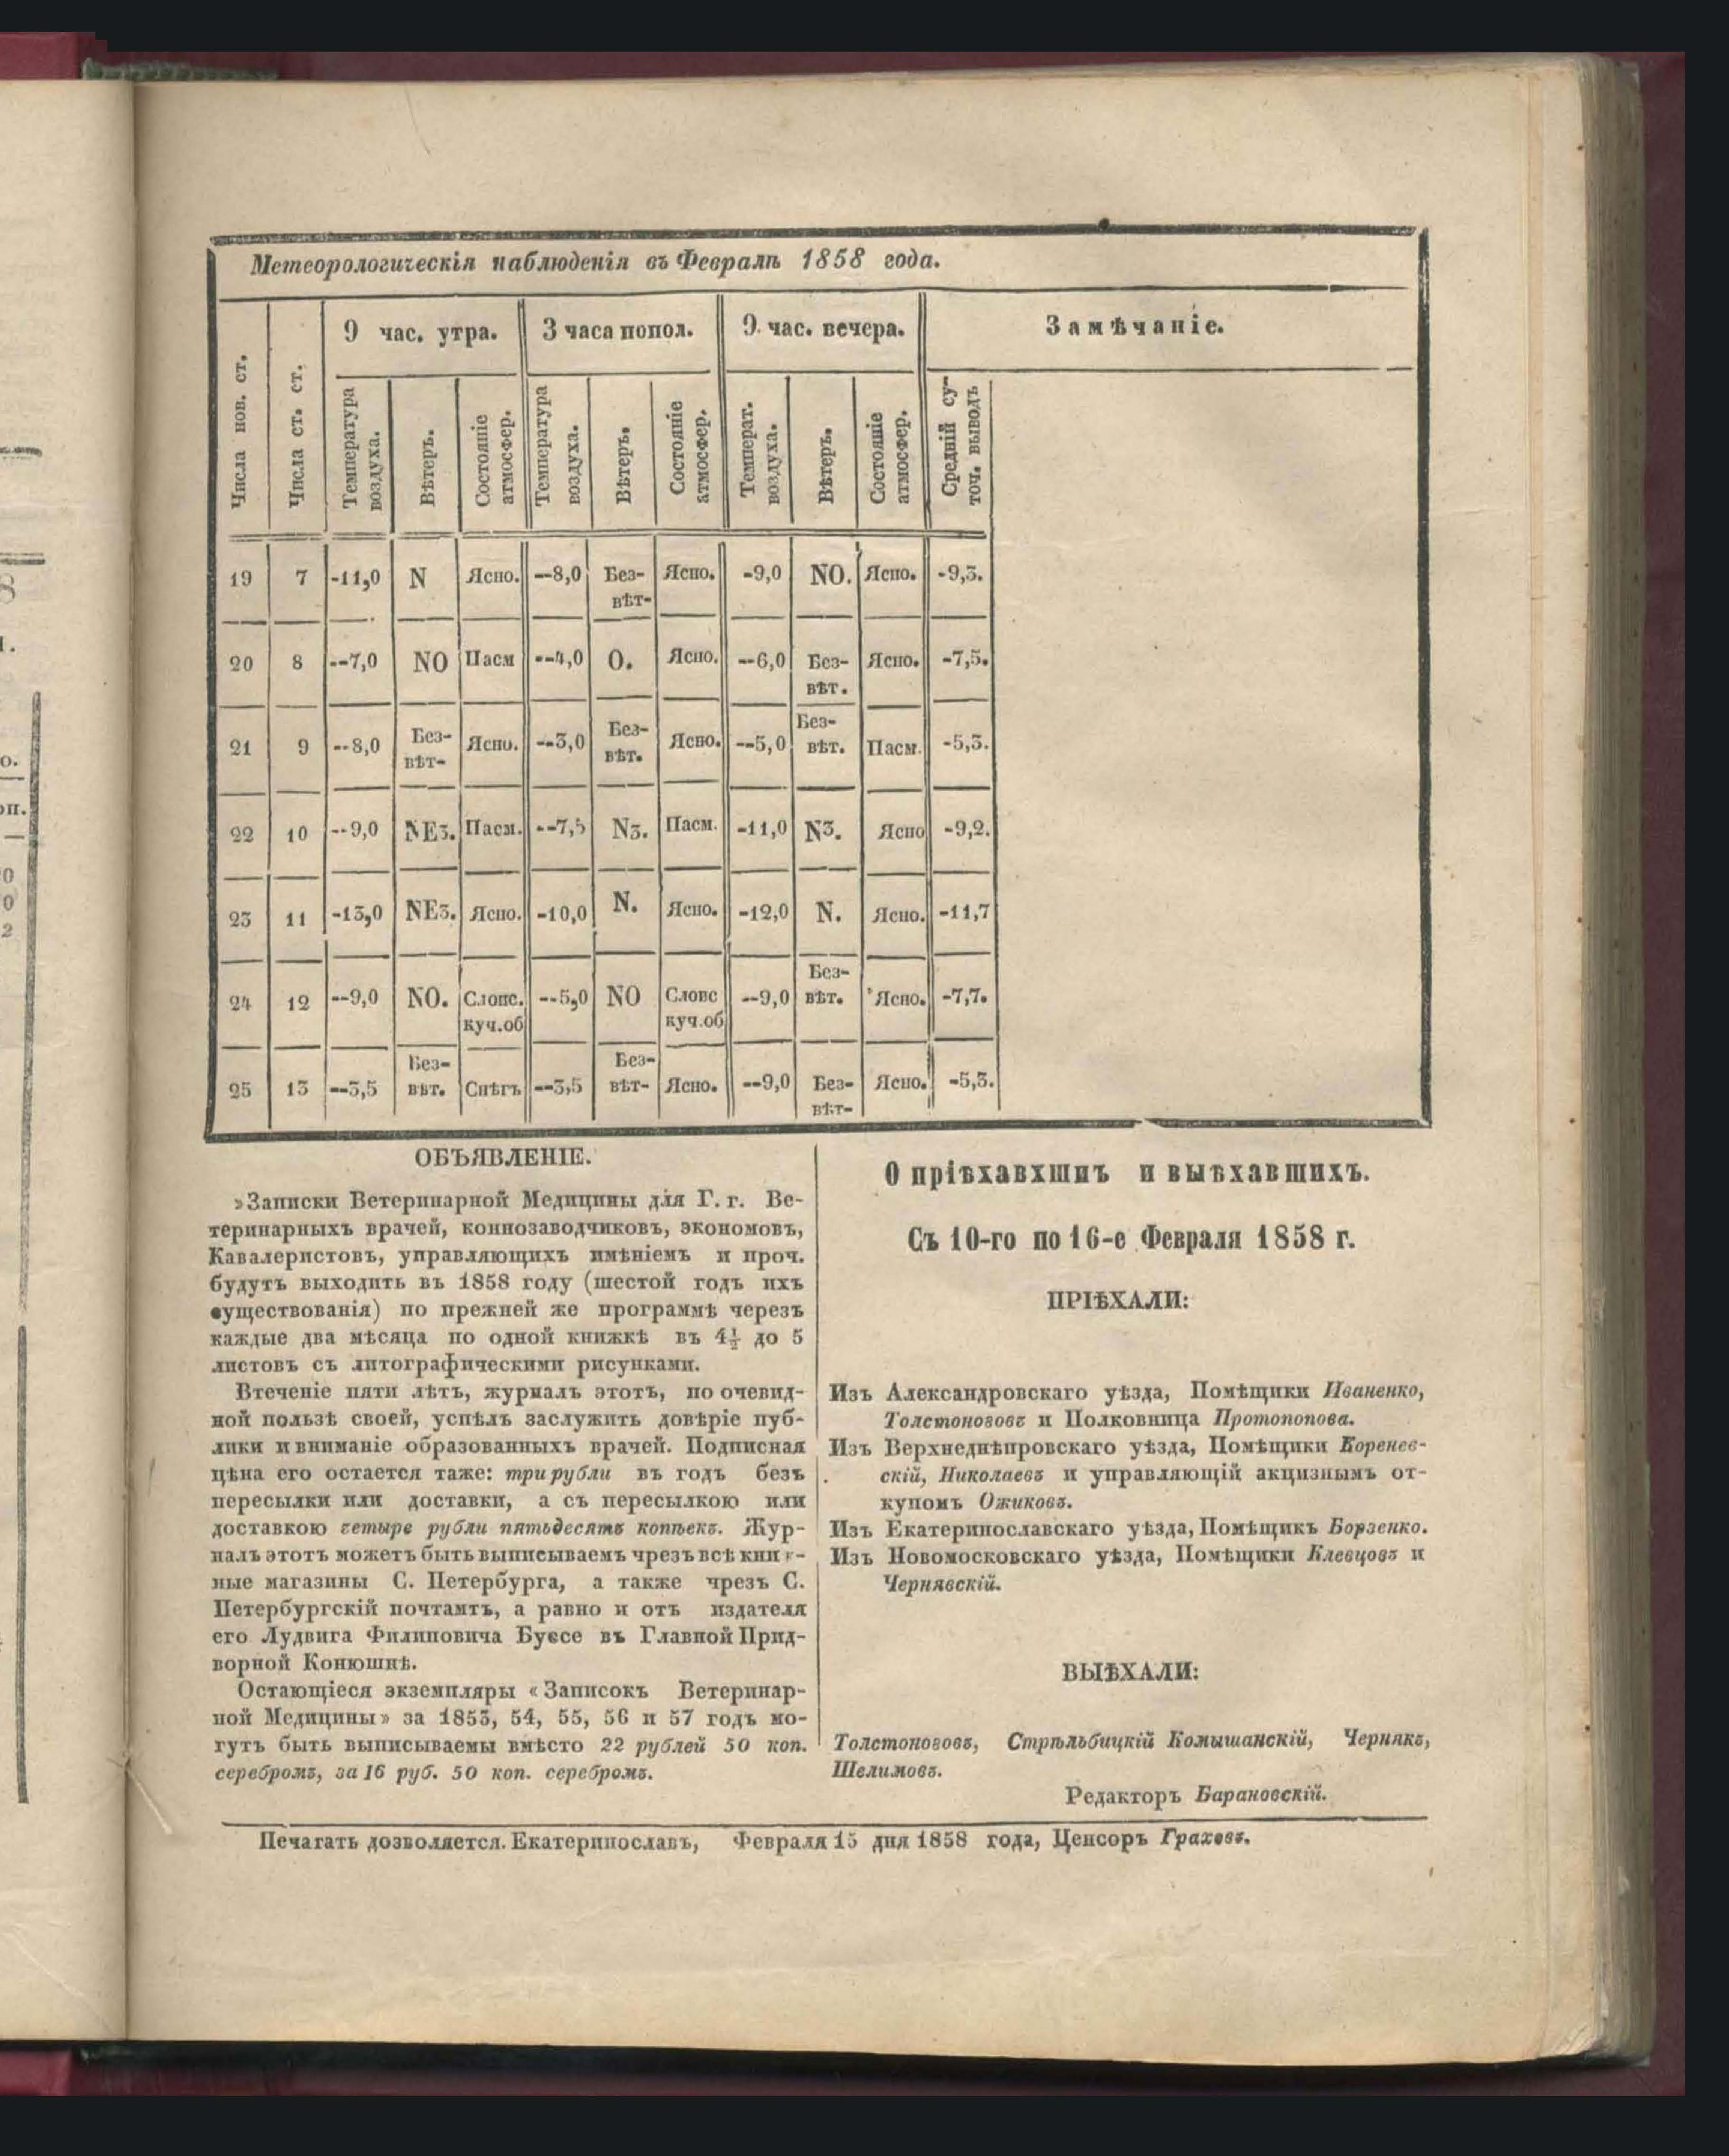 Метеорологическія наблюденія въ Февралѣ 1858 года.
Числа нов. ст.
Числа ст. ст.
9 час. утра.
3 часа попол.
9. час. вечера.
Замѣчаніе.
Температура воздуха.
Вѣтеръ.
Состояніе атмосфер.
Температура воздуха.
Вѣтеръ.
Состояніе атмосфер.
Температ. воздуха.
Вѣтеръ.
Состояніе атмосфер.
Средній су-
точ. выводъ
19 7 -11,0 N Ясно. --8,0 Без- Ясно. -9,0 NO. Ясно. -9,3.
вѣт-
20 8 --7,0 NO Пасм --4,0 O. Ясно. --6,0 Без- Ясно. -7,5.
вѣт.
21 9 --8,0 Без- Ясно. --3,0 Без- Ясно. --5,0 Без- Пасм. -5,3.
вѣт- вѣт. вѣт.
22 10 --9,0 NEЗ. Пасм. --7,5 NЗ. Пасм. -11,0 NЗ. Ясно -9,2.
23 11 -13,0 NEЗ. Ясно. -10,0 N. Ясно. -12,0 N. Ясно. -11,7
24 12 --9,0 NO. Слоис. --5,0 NO Слоис --9,0 Без- Ясно. -7,7.
куч.об куч.об вѣт.
25 13 --3,5 Без- Снѣгъ --3,5 Без- Ясно. --9,0 Без- Ясно. -5,3.
вѣт. вѣт- вѣт-
ОБЪЯВЛЕНІЕ.
»Записки Ветеринарной Медицины для Г. г. Ве-
теринарныхъ врачей, коннозаводчиковъ, экономовъ,
Кавалеристовъ, управляющихъ имѣніемъ и проч.
будутъ выходить въ 1858 году (шестой годъ ихъ
существованія) по прежней же программѣ черезъ
каждые два мѣсяца по одной книжкѣ въ 4½ до 5
листовъ съ литографическими рисунками.
Втеченіе пяти лѣтъ, журналъ этотъ, по очевид-
ной пользѣ своей, успѣлъ заслужить довѣріе пуб-
лики и вниманіе образованныхъ врачей. Подписная
цѣна его остается таже: три рубли въ годъ безъ
пересылки или доставки, а съ пересылкою или
доставкою четыре рубли пятьдесятъ копѣекъ. Жур-
налъ этотъ можетъ быть выписываемъ чрезъ всѣ книж-
ные магазины С. Петербурга, а также чрезъ С.
Петербургскій почтамтъ, а равно и отъ издателя
его Лудвига Филиповича Буссе въ Главной Прид-
ворной Конюшнѣ.
Остающіеся экземпляры «Записокъ Ветеринар-
ной Медицины» за 1853, 54, 55, 56 и 57 годъ мо-
гутъ быть выписываемы вмѣсто 22 рублей 50 коп.
серебромъ, за 16 руб. 50 коп. серебромъ.
О пріѣхавхшиъ и выѣхавшихъ.
Съ 10-го по 16-е Февраля 1858 г.
ПРІѢХАЛИ:
Изъ Александровскаго уѣзда, Помѣщики Иваненко,
Толстоноговъ и Полковница Протопопова.
Изъ Верхнеднѣпровскаго уѣзда, Помѣщики Коренев-
скій, Николаевъ и управляющій акцизнымъ от-
купомъ Ожиковъ.
Изъ Екатеринославскаго уѣзда, Помѣщикъ Борзенко.
Изъ Новомосковскаго уѣзда, Помѣщики Клевцовъ и
Чернявскій.
ВЫѢХАЛИ:
Толстоноговъ, Стрѣльбицкій Комышанскій, Чернякъ,
Шелимовъ.
Редакторъ Барановскій.
Печатать дозволяется. Екатеринославъ, Февраля 15 дня 1858 года, Ценсоръ Граховъ.